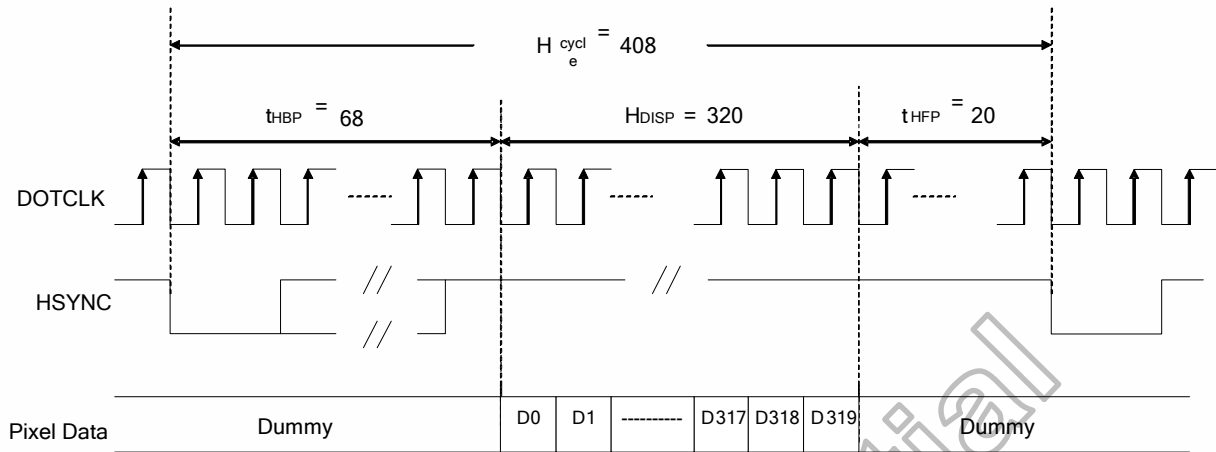 H cycle = 408
tHBP = 68
HDISP = 320
tHFP = 20
DOTCLK
HSYNC
Pixel Data
Dummy
D0
D1
D317
D318
D319
Dummy